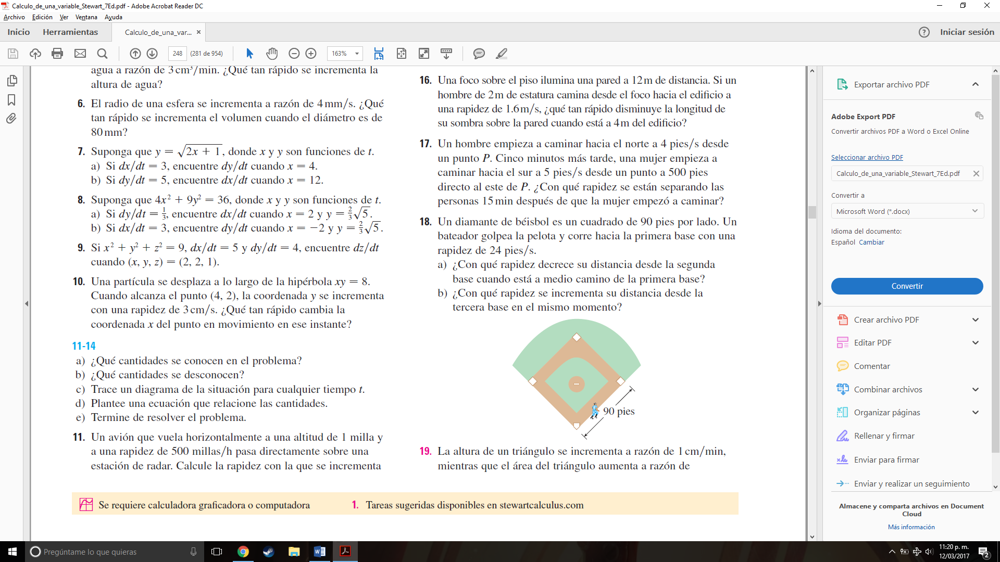 Calculo_de_una_variable_Stewart_7Ed.pdf - Adobe Acrobat Reader DC
Archivo Edición Ver Ventana Ayuda
Inicio Herramientas Calculo_de_una_var... × ? Iniciar sesión
248 (281 de 954) 163%
agua a razón de 3 cm³/min. ¿Qué tan rápido se incrementa la
altura de agua?
6. El radio de una esfera se incrementa a razón de 4 mm/s. ¿Qué
tan rápido se incrementa el volumen cuando el diámetro es de
80 mm?
7. Suponga que y = √(2x + 1), donde x y y son funciones de t.
a) Si dx/dt = 3, encuentre dy/dt cuando x = 4.
b) Si dy/dt = 5, encuentre dx/dt cuando x = 12.
8. Suponga que 4x² + 9y² = 36, donde x y y son funciones de t.
a) Si dy/dt = 1/3, encuentre dx/dt cuando x = 2 y y = 2/3 √5.
b) Si dx/dt = 3, encuentre dy/dt cuando x = −2 y y = 2/3 √5.
9. Si x² + y² + z² = 9, dx/dt = 5 y dy/dt = 4, encuentre dz/dt
cuando (x, y, z) = (2, 2, 1).
10. Una partícula se desplaza a lo largo de la hipérbola xy = 8.
Cuando alcanza el punto (4, 2), la coordenada y se incrementa
con una rapidez de 3 cm/s. ¿Qué tan rápido cambia la
coordenada x del punto en movimiento en ese instante?
11-14
a) ¿Qué cantidades se conocen en el problema?
b) ¿Qué cantidades se desconocen?
c) Trace un diagrama de la situación para cualquier tiempo t.
d) Plantee una ecuación que relacione las cantidades.
e) Termine de resolver el problema.
11. Un avión que vuela horizontalmente a una altitud de 1 milla y
a una rapidez de 500 millas/h pasa directamente sobre una
estación de radar. Calcule la rapidez con la que se incrementa
16. Una foco sobre el piso ilumina una pared a 12 m de distancia. Si un
hombre de 2 m de estatura camina desde el foco hacia el edificio a
una rapidez de 1.6 m/s, ¿qué tan rápido disminuye la longitud de
su sombra sobre la pared cuando está a 4 m del edificio?
17. Un hombre empieza a caminar hacia el norte a 4 pies/s desde
un punto P. Cinco minutos más tarde, una mujer empieza a
caminar hacia el sur a 5 pies/s desde un punto a 500 pies
directo al este de P. ¿Con qué rapidez se están separando las
personas 15 min después de que la mujer empezó a caminar?
18. Un diamante de béisbol es un cuadrado de 90 pies por lado. Un
bateador golpea la pelota y corre hacia la primera base con una
rapidez de 24 pies/s.
a) ¿Con qué rapidez decrece su distancia desde la segunda
base cuando está a medio camino de la primera base?
b) ¿Con qué rapidez se incrementa su distancia desde la
tercera base en el mismo momento?
90 pies
19. La altura de un triángulo se incrementa a razón de 1 cm/min,
mientras que el área del triángulo aumenta a razón de
Se requiere calculadora graficadora o computadora
1. Tareas sugeridas disponibles en stewartcalculus.com
Exportar archivo PDF
Adobe Export PDF
Convertir archivos PDF a Word o Excel Online
Seleccionar archivo PDF
Calculo_de_una_variable_Stewart_7Ed.pdf
Convertir a
Microsoft Word (*.docx)
Idioma del documento:
Español Cambiar
Convertir
Crear archivo PDF
Editar PDF
Comentar
Combinar archivos
Organizar páginas
Rellenar y firmar
Enviar para firmar
Enviar y realizar un seguimiento
Almacene y comparta archivos en Document
Cloud
Más información
Pregúntame lo que quieras
11:20 p. m.
12/03/2017
2